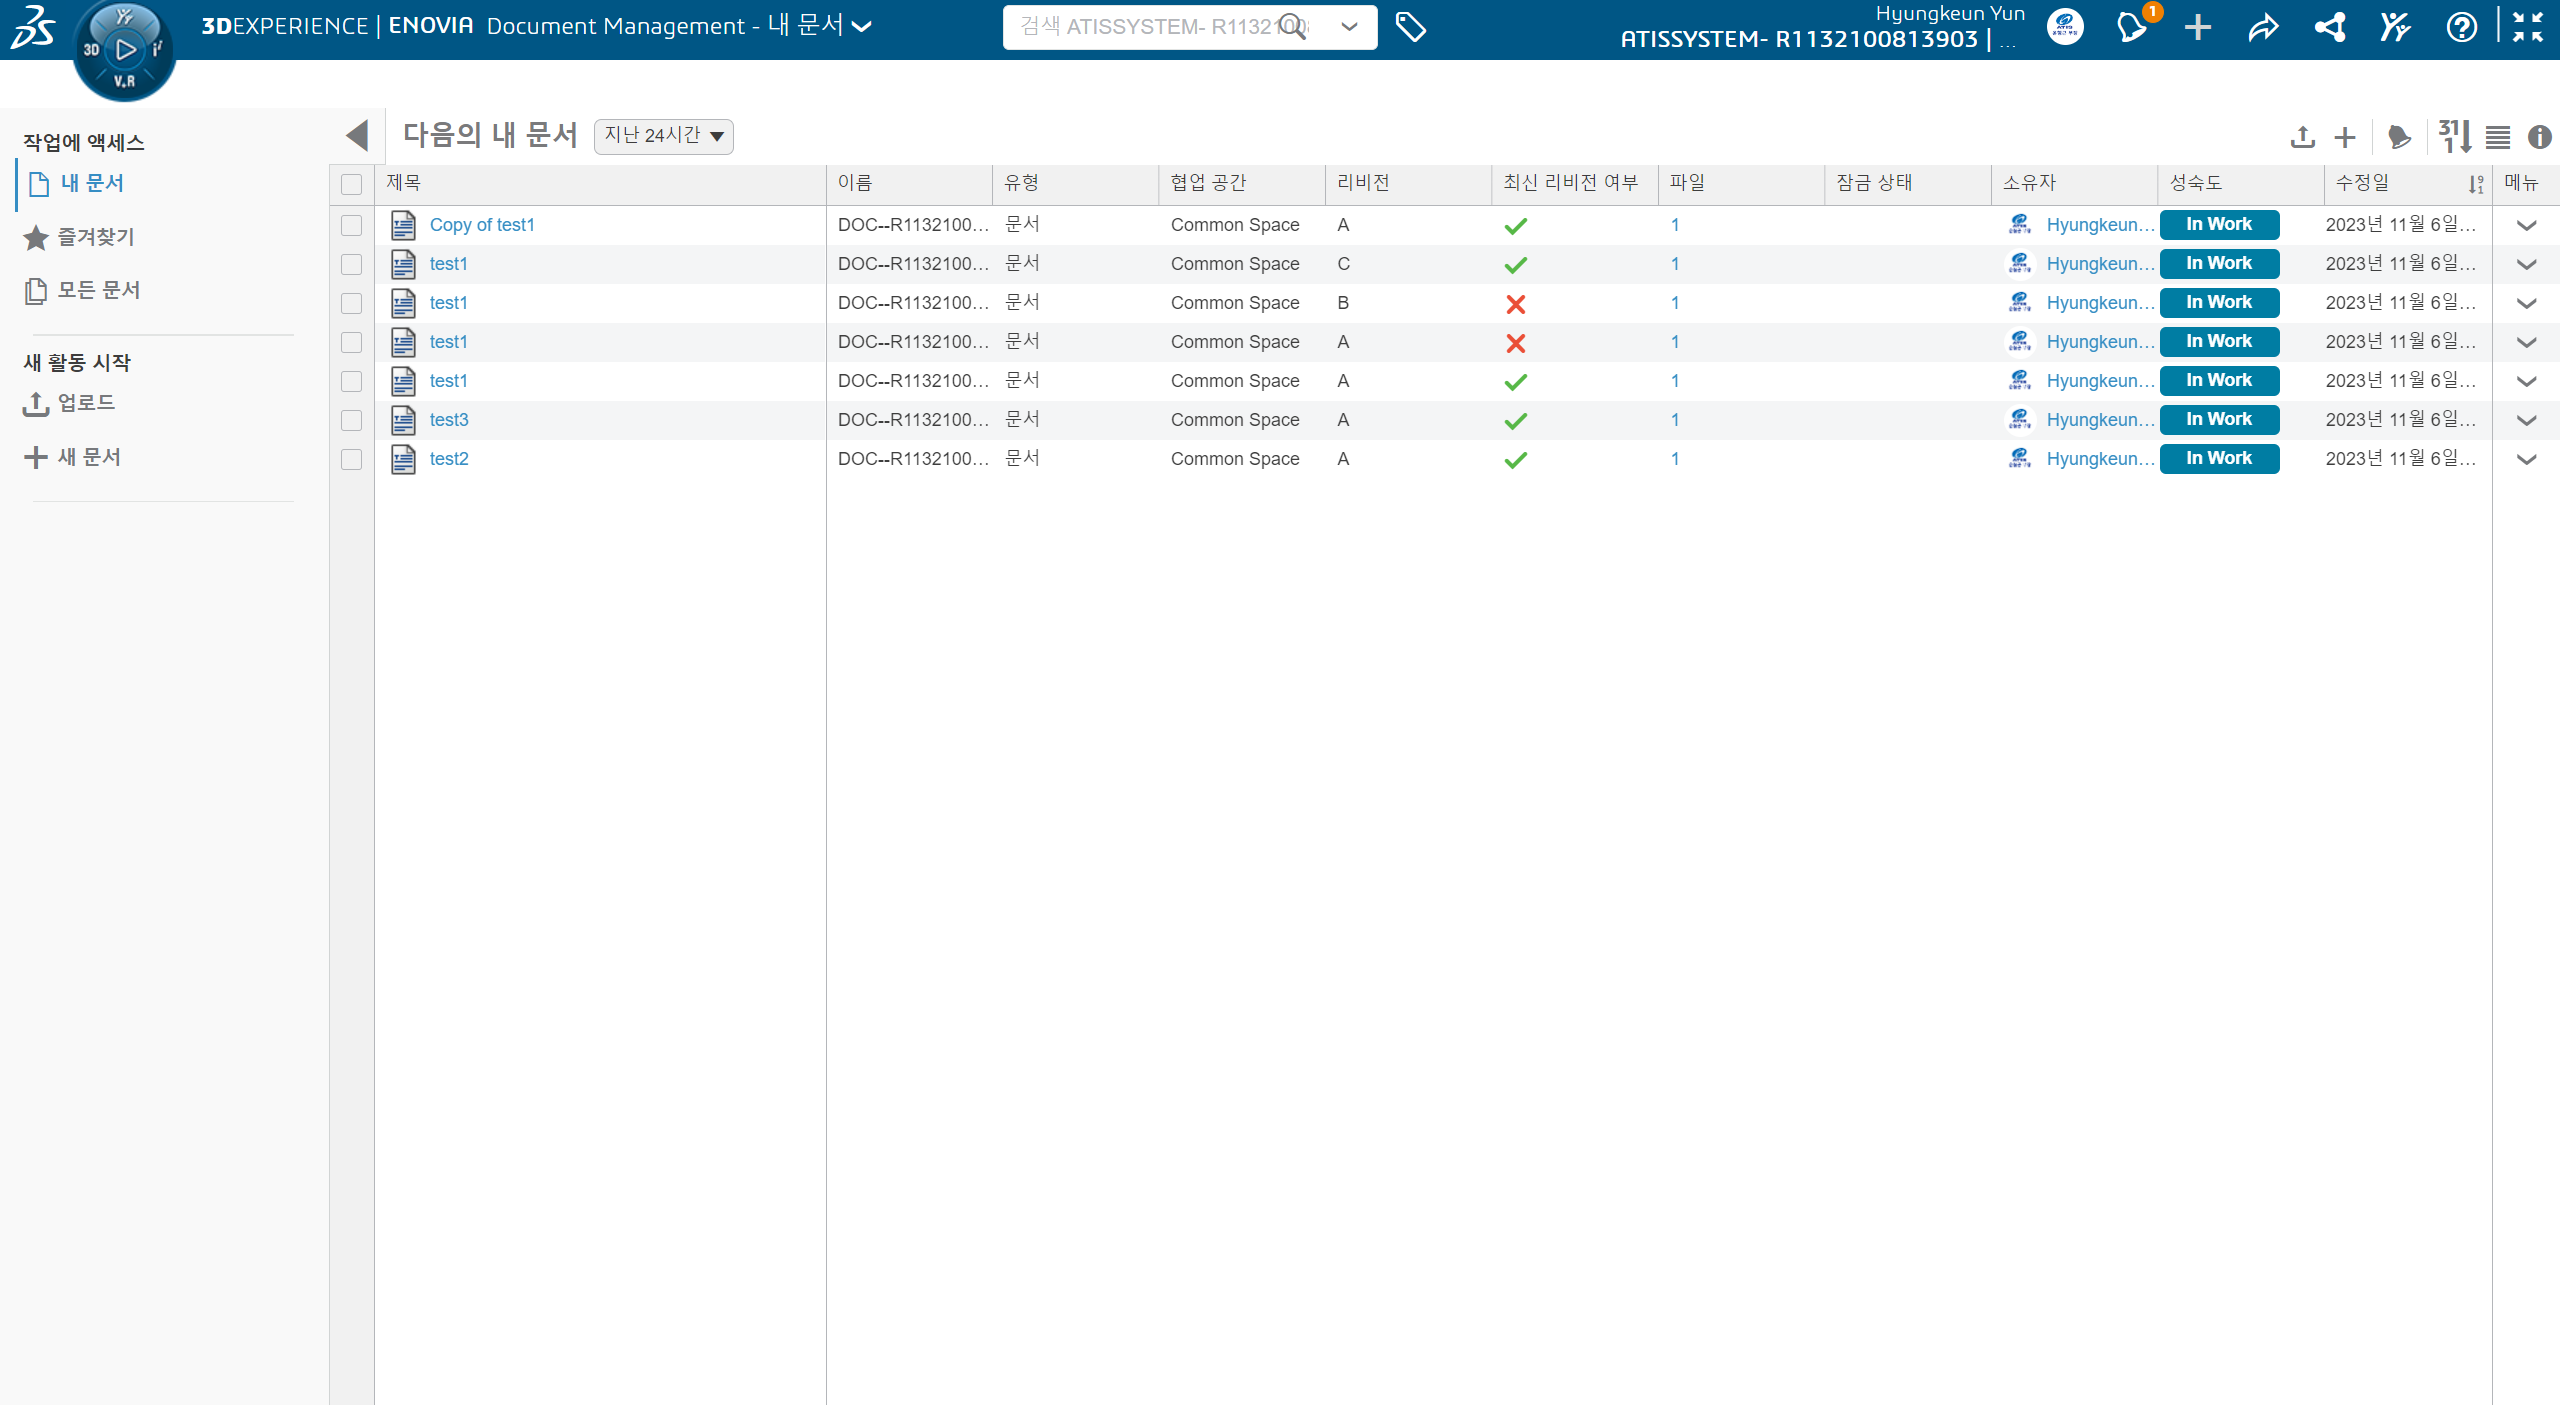 3DEXPERIENCE | ENOVIA Document Management - 내 문서
검색 ATISSYSTEM- R11321008
Hyungkeun Yun
ATISSYSTEM- R1132100813903 | ...
1
3D
V.R
작업에 액세스
내 문서
즐겨찾기
모든 문서
새 활동 시작
업로드
새 문서
다음의 내 문서 지난 24시간
제목 이름 유형 협업 공간 리비전 최신 리비전 여부 파일 잠금 상태 소유자 성숙도 수정일 메뉴
Copy of test1 DOC--R1132100... 문서 Common Space A 1 Hyungkeun... In Work 2023년 11월 6일...
test1 DOC--R1132100... 문서 Common Space C 1 Hyungkeun... In Work 2023년 11월 6일...
test1 DOC--R1132100... 문서 Common Space B 1 Hyungkeun... In Work 2023년 11월 6일...
test1 DOC--R1132100... 문서 Common Space A 1 Hyungkeun... In Work 2023년 11월 6일...
test1 DOC--R1132100... 문서 Common Space A 1 Hyungkeun... In Work 2023년 11월 6일...
test3 DOC--R1132100... 문서 Common Space A 1 Hyungkeun... In Work 2023년 11월 6일...
test2 DOC--R1132100... 문서 Common Space A 1 Hyungkeun... In Work 2023년 11월 6일...